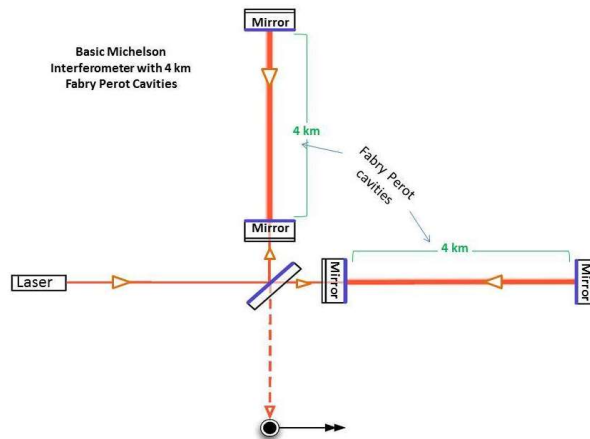 Mirror
Basic Michelson
Interferometer with 4 km
Fabry Perot Cavities
4 km
Fabry Perot
cavities
Mirror
4 km
Laser
Mirror
Mirror